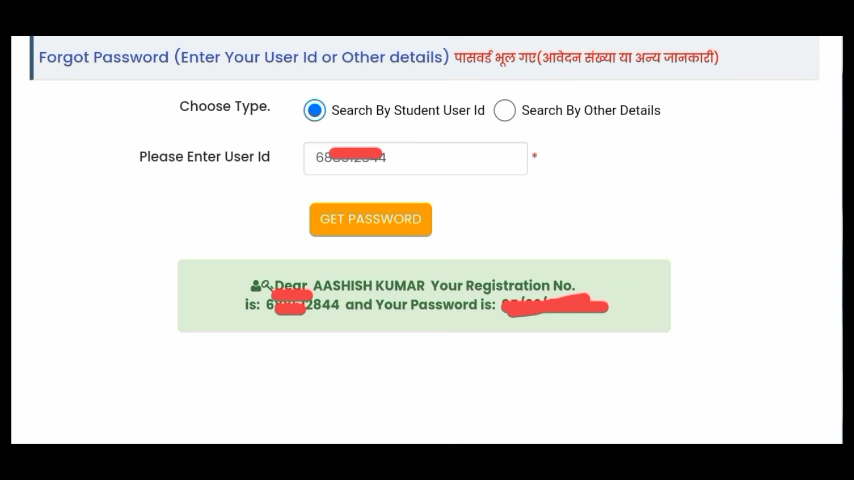 Forgot Password (Enter Your User Id or Other details) पासवर्ड भूल गए(आवेदन संख्या या अन्य जानकारी)
Choose Type. Search By Student User Id Search By Other Details
Please Enter User Id *
GET PASSWORD
Dear AASHISH KUMAR Your Registration No.
is: and Your Password is: